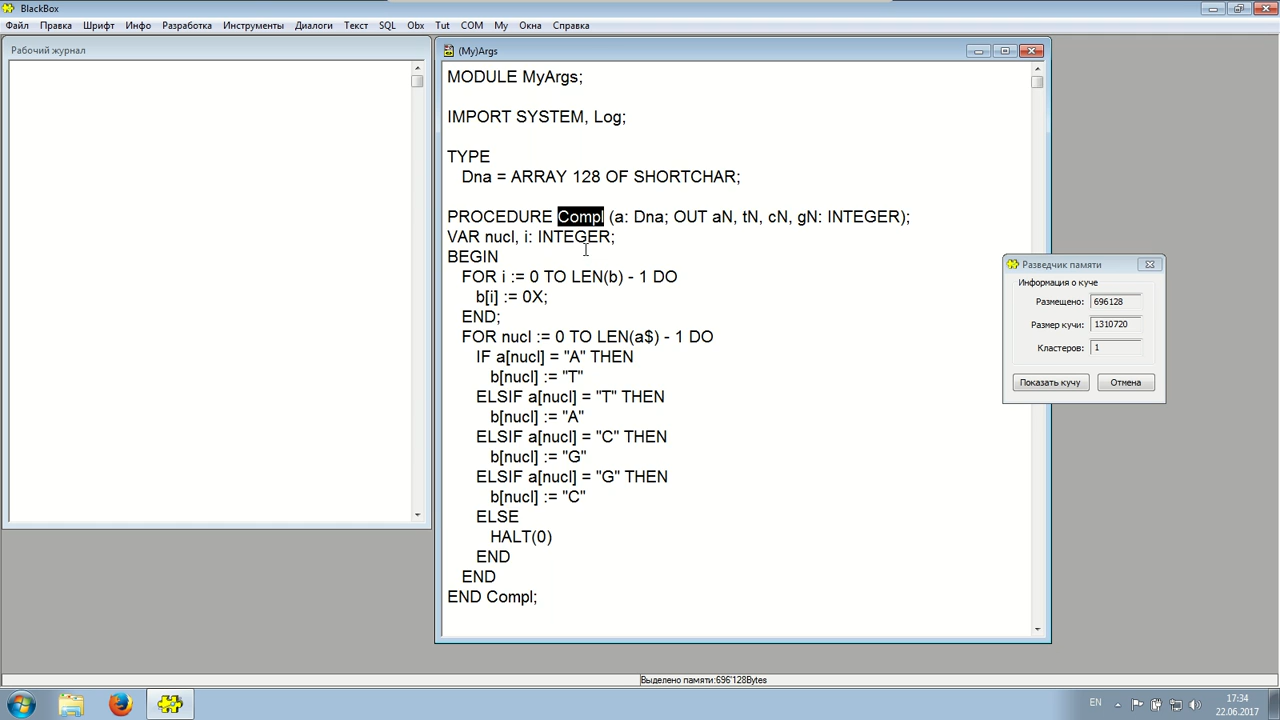 BlackBox
Файл Правка Шрифт Инфо Разработка Инструменты Диалоги Текст SQL Obx Tut COM My Окна Справка
Рабочий журнал
(My)Args
MODULE MyArgs;
IMPORT SYSTEM, Log;
TYPE
Dna = ARRAY 128 OF SHORTCHAR;
PROCEDURE Compl (a: Dna; OUT aN, tN, cN, gN: INTEGER);
VAR nucl, i: INTEGER;
BEGIN
FOR i := 0 TO LEN(b) - 1 DO
b[i] := 0X;
END;
FOR nucl := 0 TO LEN(a$) - 1 DO
IF a[nucl] = "A" THEN
b[nucl] := "T"
ELSIF a[nucl] = "T" THEN
b[nucl] := "A"
ELSIF a[nucl] = "C" THEN
b[nucl] := "G"
ELSIF a[nucl] = "G" THEN
b[nucl] := "C"
ELSE
HALT(0)
END
END
END Compl;
Разведчик памяти
Информация о куче
Размещено: 696128
Размер кучи: 1310720
Кластеров: 1
Показать кучу Отмена
Выделено памяти:696'128Bytes
EN 17:34
22.06.2017